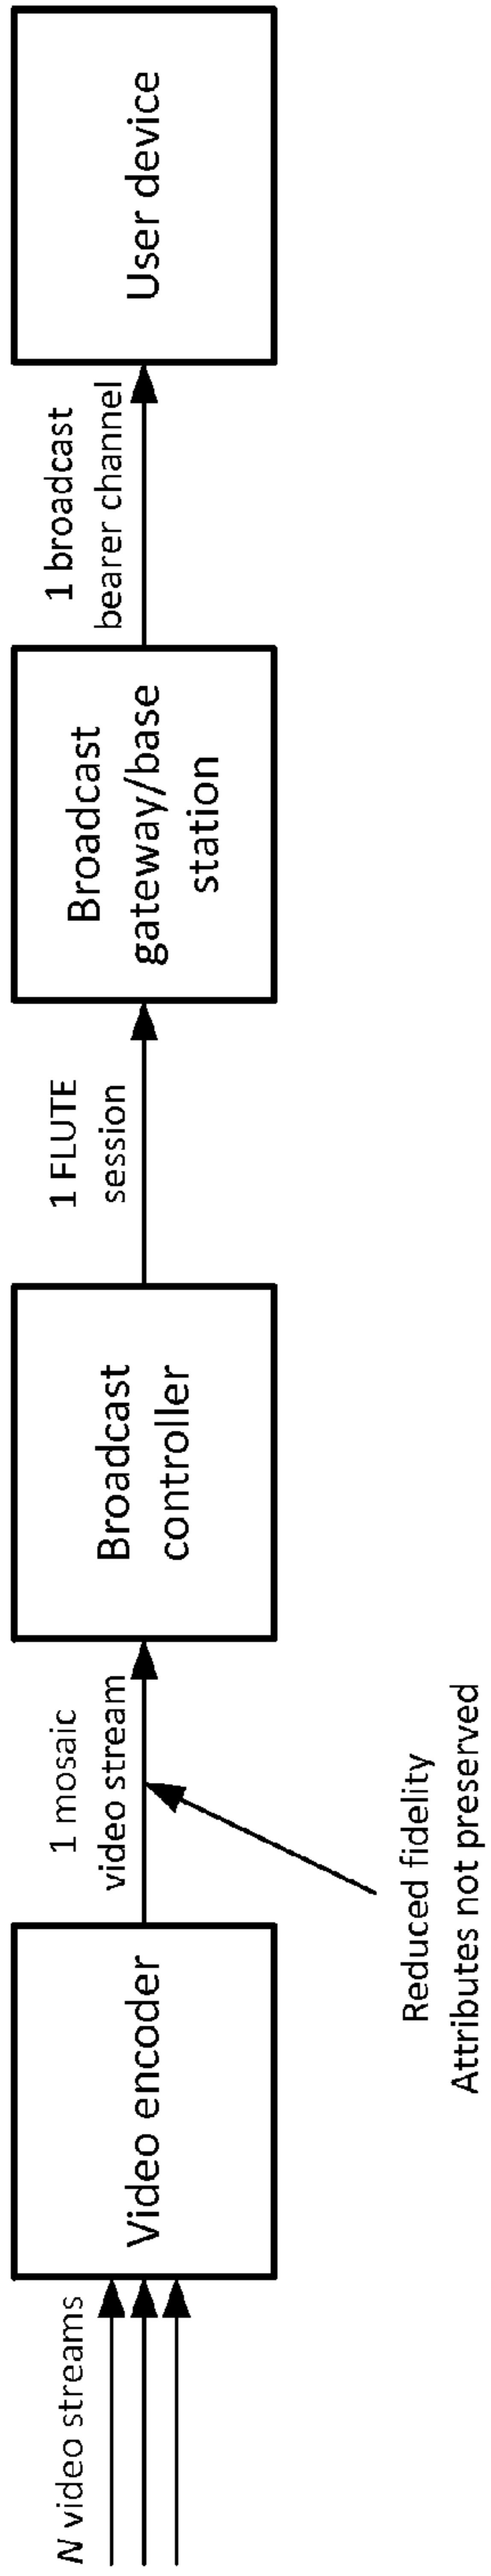 N video streams
Video encoder
1 mosaic
video stream
Reduced fidelity
Attributes not preserved
Broadcast
controller
1 FLUTE
session
Broadcast
gateway/base
station
1 broadcast
bearer channel
User device